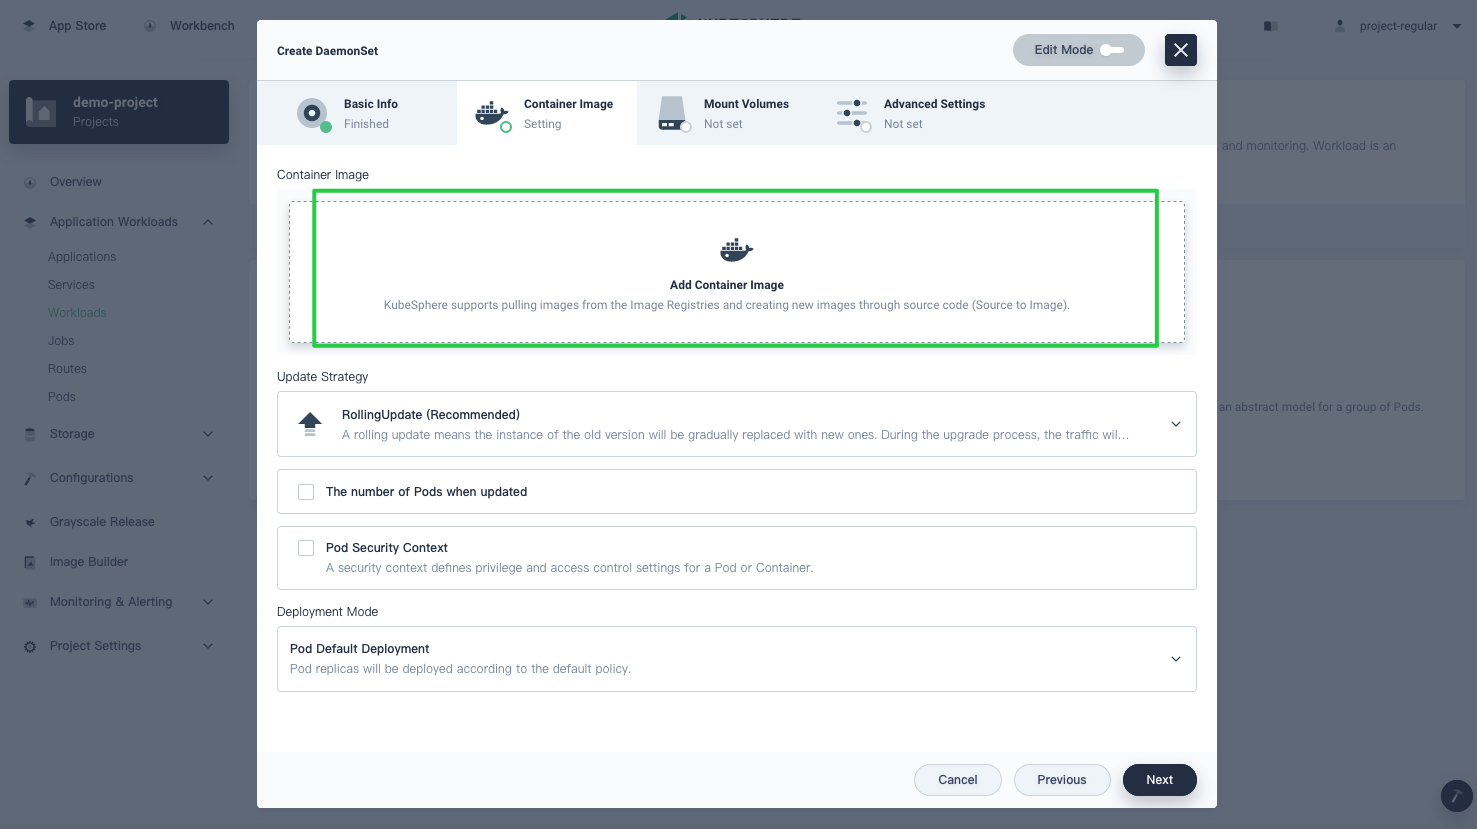 App Store
Workbench
project-regular
Create DaemonSet
Edit Mode
demo-project
Projects
Basic Info
Finished
Container Image
Setting
Mount Volumes
Not set
Advanced Settings
Not set
and monitoring. Workload is an
Overview
Application Workloads
Applications
Services
Workloads
Jobs
Routes
Pods
Storage
Configurations
Grayscale Release
Image Builder
Monitoring & Alerting
Project Settings
Container Image
Add Container Image
KubeSphere supports pulling images from the Image Registries and creating new images through source code (Source to Image).
Update Strategy
RollingUpdate (Recommended)
A rolling update means the instance of the old version will be gradually replaced with new ones. During the upgrade process, the traffic wil...
an abstract model for a group of Pods.
The number of Pods when updated
Pod Security Context
A security context defines privilege and access control settings for a Pod or Container.
Deployment Mode
Pod Default Deployment
Pod replicas will be deployed according to the default policy.
Cancel
Previous
Next